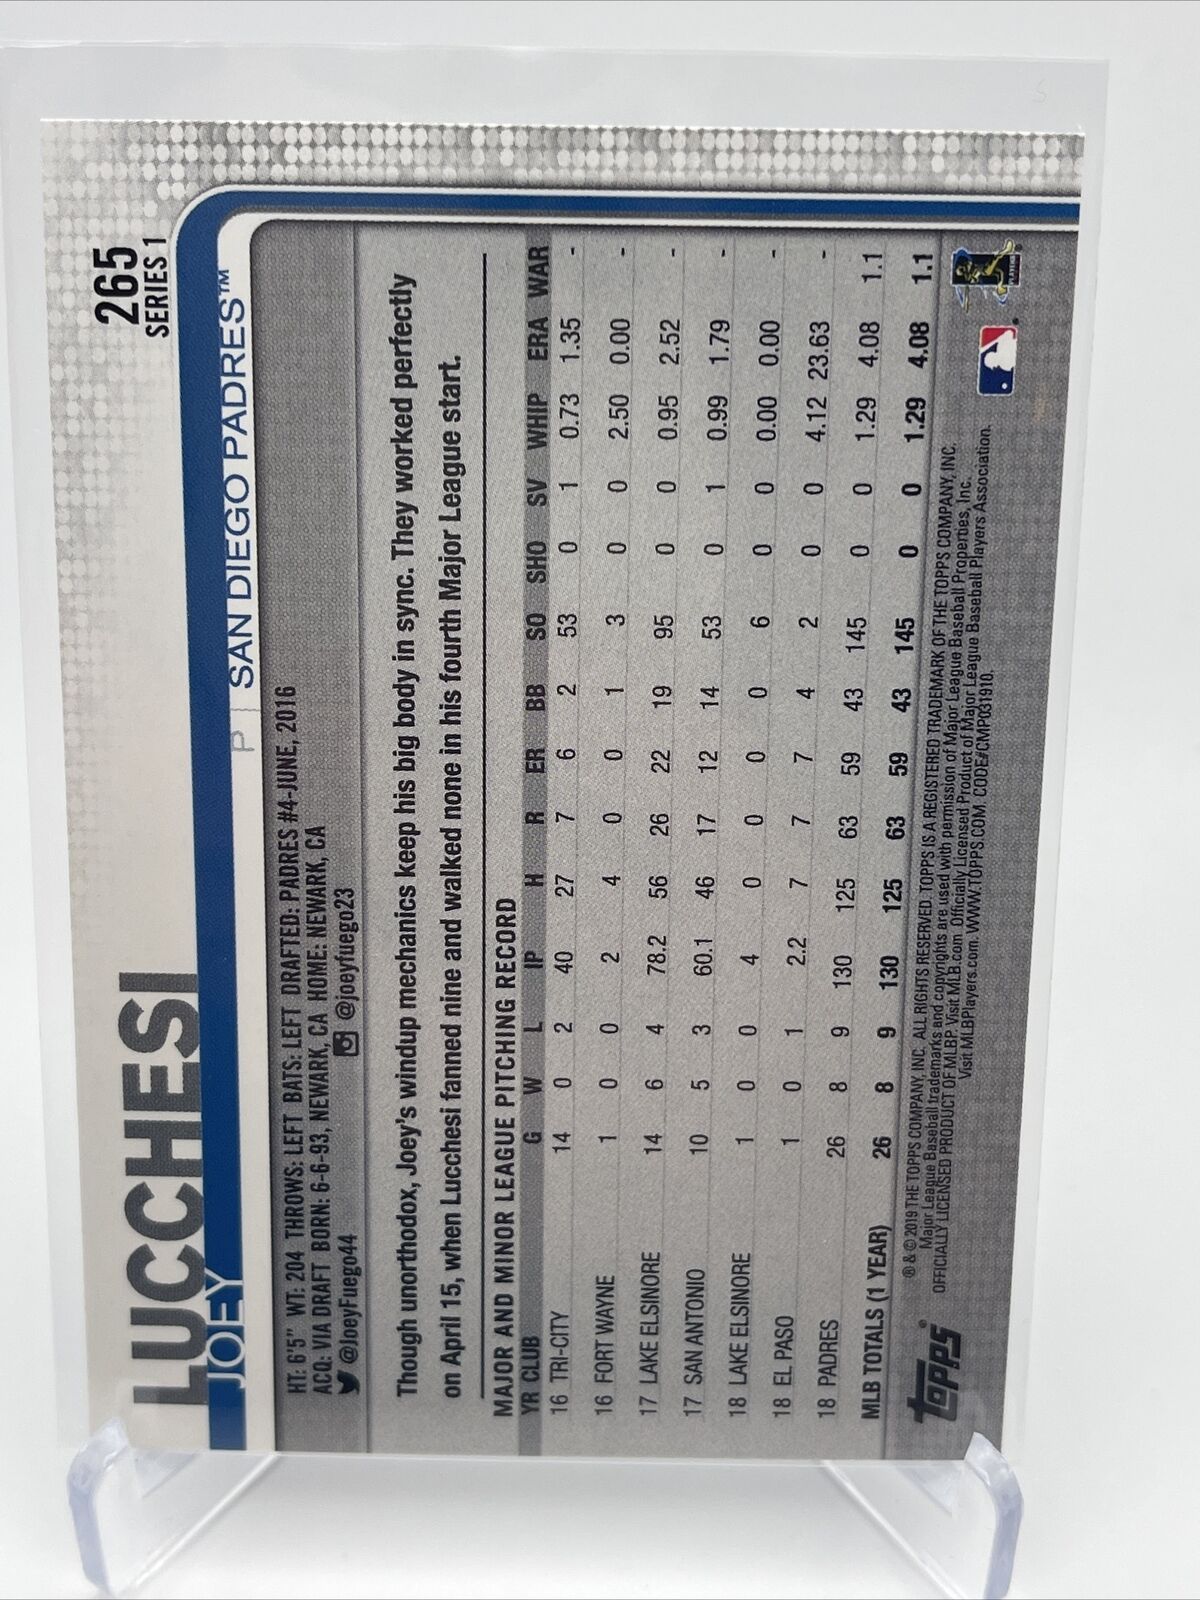 265
SERIES 1
LUCCHESI
JOEY
P | SAN DIEGO PADRES™
HT: 6'5" WT: 204 THROWS: LEFT BATS: LEFT DRAFTED: PADRES #4-JUNE, 2016
ACQ: VIA DRAFT BORN: 6-6-93, NEWARK, CA HOME: NEWARK, CA
@JoeyFuego44 @joeyfuego23
Though unorthodox, Joey's windup mechanics keep his big body in sync. They worked perfectly
on April 15, when Lucchesi fanned nine and walked none in his fourth Major League start.
MAJOR AND MINOR LEAGUE PITCHING RECORD
YR CLUB G W L IP H R ER BB SO SHO SV WHIP ERA WAR
16 TRI-CITY 14 0 2 40 27 7 6 2 53 0 1 0.73 1.35 -
16 FORT WAYNE 1 0 0 2 4 0 0 1 3 0 0 2.50 0.00 -
17 LAKE ELSINORE 14 6 4 78.2 56 26 22 19 95 0 0 0.95 2.52 -
17 SAN ANTONIO 10 5 3 60.1 46 17 12 14 53 0 1 0.99 1.79 -
18 LAKE ELSINORE 1 0 0 4 0 0 0 0 6 0 0 0.00 0.00 -
18 EL PASO 1 0 1 2.2 7 7 7 4 2 0 0 4.12 23.63 -
18 PADRES 26 8 9 130 125 63 59 43 145 0 0 1.29 4.08 1.1
MLB TOTALS (1 YEAR) 26 8 9 130 125 63 59 43 145 0 0 1.29 4.08 1.1
topps®
® & © 2019 THE TOPPS COMPANY, INC. ALL RIGHTS RESERVED. TOPPS IS A REGISTERED TRADEMARK OF THE TOPPS COMPANY, INC.
Major League Baseball trademarks and copyrights are used with permission of Major League Baseball Properties, Inc.
OFFICIALLY LICENSED PRODUCT OF MLBP. Visit MLB.com Officially Licensed Product of Major League Baseball Players Association.
Visit MLBPlayers.com. WWW.TOPPS.COM. CODE#CMP031910.
PLAYERS